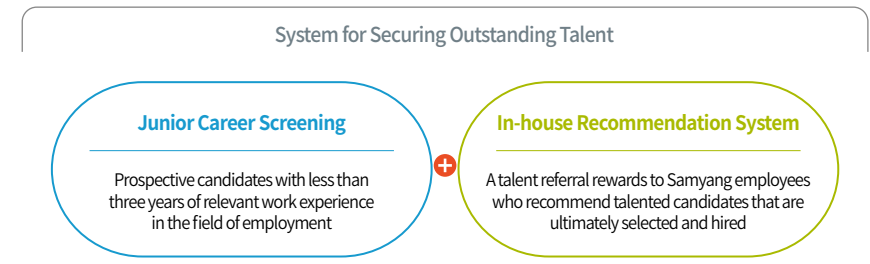 System for Securing Outstanding Talent
Junior Career Screening
Prospective candidates with less than
three years of relevant work experience
in the field of employment
In-house Recommendation System
A talent referral rewards to Samyang employees
who recommend talented candidates that are
ultimately selected and hired